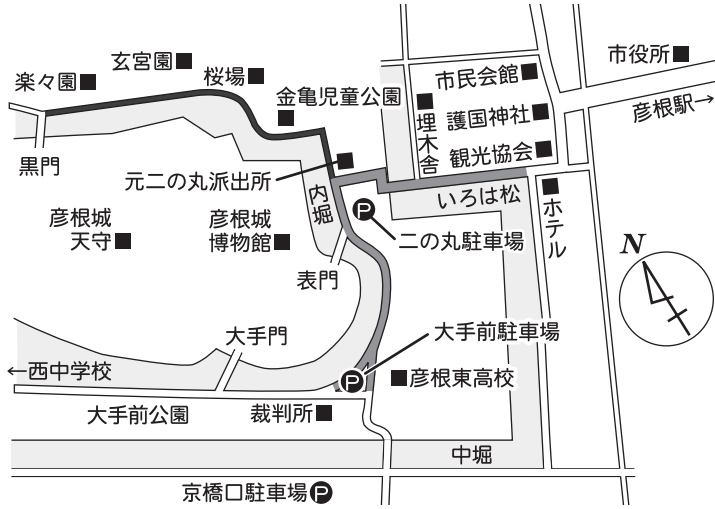 市役所
玄宮園
楽々園
桜場
市民会館
金亀児童公園
彦根駅→
埋木舎
護国神社
観光協会
黒門
元二の丸派出所
内堀
いろは松
ホテル
彦根城
天守
彦根城
博物館
P
二の丸駐車場
N
表門
大手門
大手前駐車場
←西中学校
P
彦根東高校
大手前公園
裁判所
中堀
京橋口駐車場P